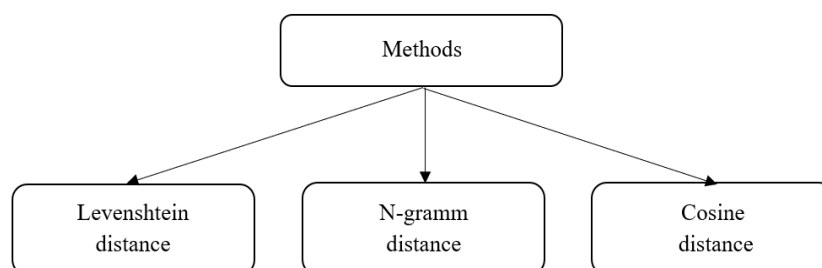 Methods
Levenshtein
distance
N-gramm
distance
Cosine
distance